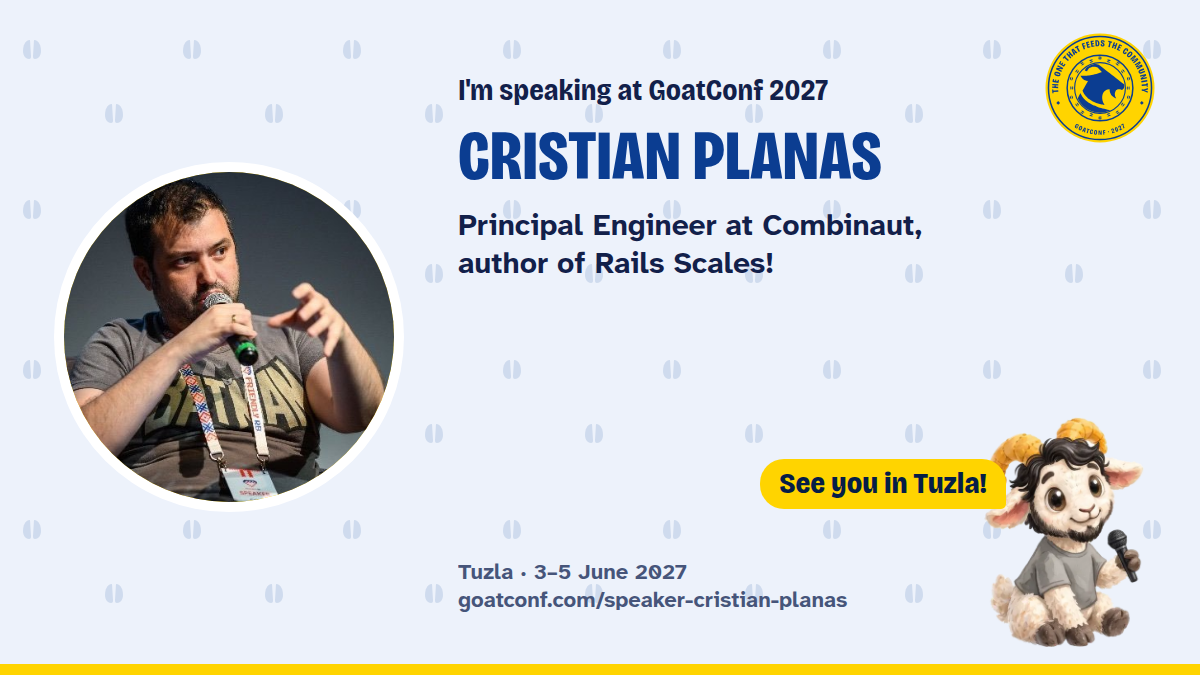 THE ONE THAT FEEDS THE COMMUNITY
GOATCONF · 2027
I'm speaking at GoatConf 2027
CRISTIAN PLANAS
Principal Engineer at Combinaut,
author of Rails Scales!
BATMAN
FRIENDLY.RB
SPEAKER
See you in Tuzla!
Tuzla · 3–5 June 2027
goatconf.com/speaker-cristian-planas